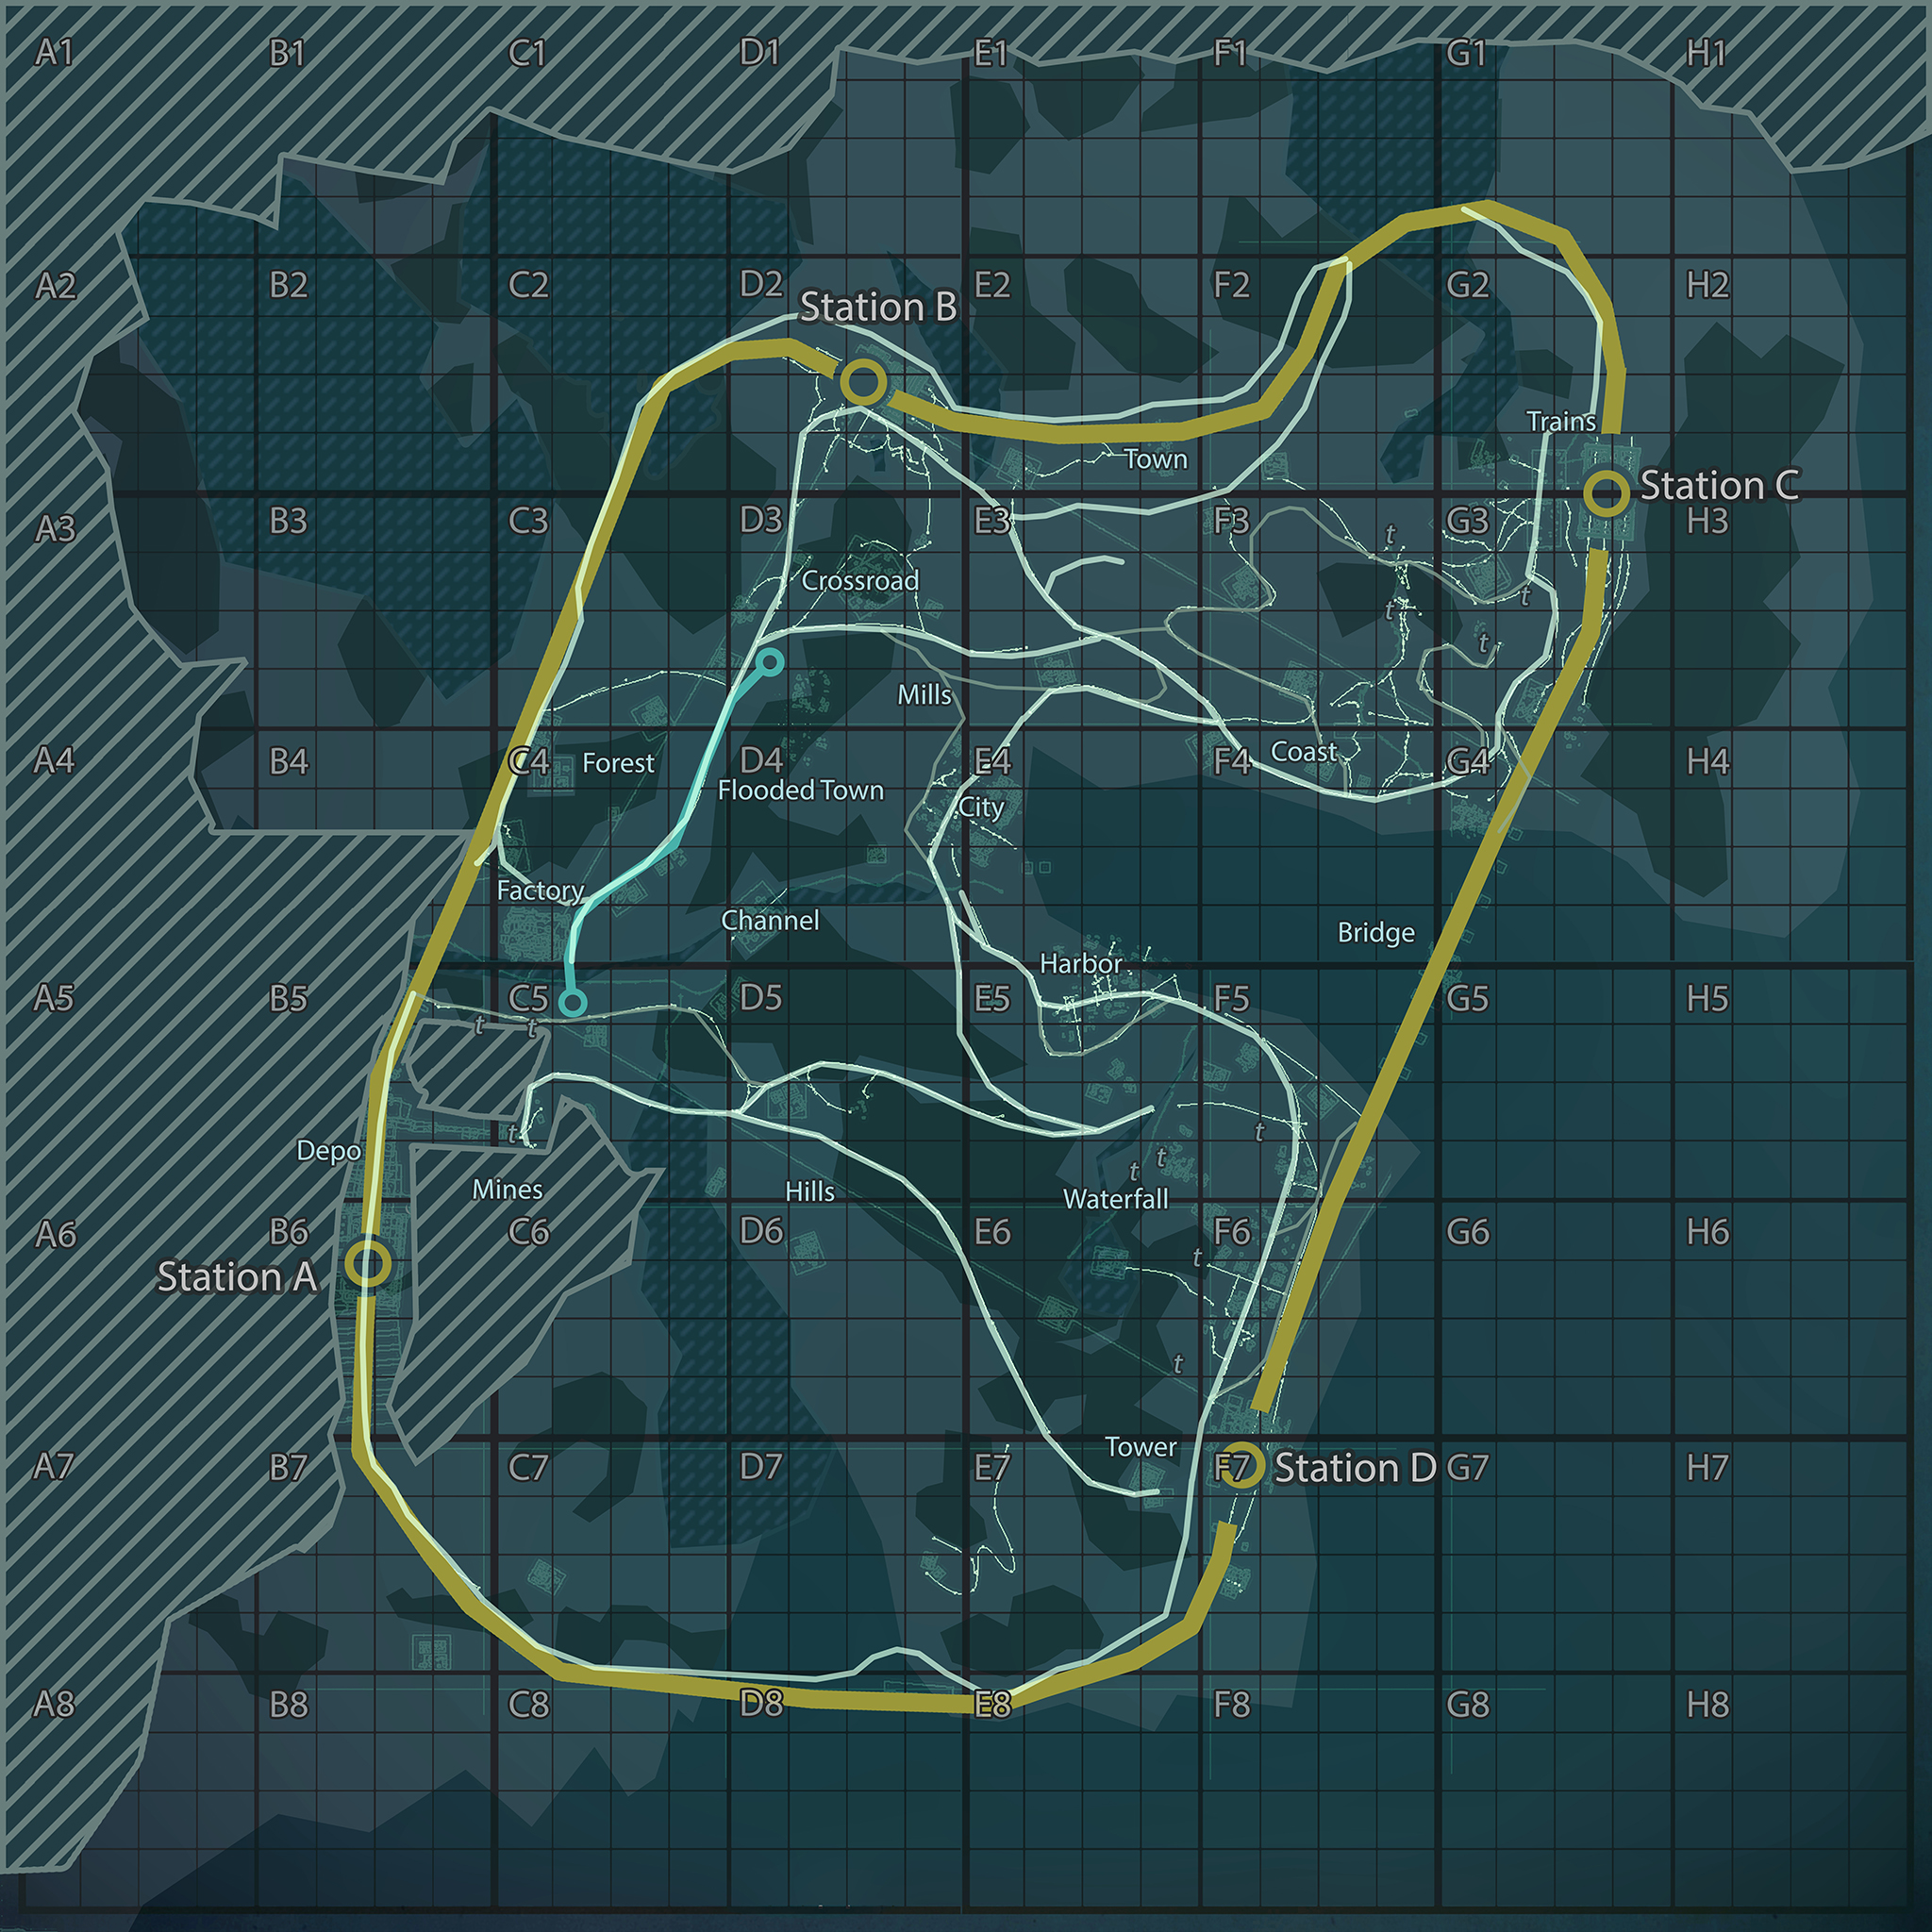 A1 B1 C1 D1 E1 F1 G1 H1
A2 B2 C2 D2 E2 F2 G2 H2
Station B
Trains
Town
Station C
A3 B3 C3 D3 E3 F3 G3 H3
t
Crossroad
t t
t
Mills
A4 B4 C4 Forest D4 E4 F4 Coast G4 H4
Flooded Town
City
Factory
Channel
Bridge
Harbor
A5 B5 C5 D5 E5 F5 G5 H5
t t
t t
Depo
t t
Mines Hills Waterfall
A6 B6 C6 D6 E6 F6 G6 H6
t
Station A
t
Tower
A7 B7 C7 D7 E7 F7 Station D G7 H7
A8 B8 C8 D8 E8 F8 G8 H8